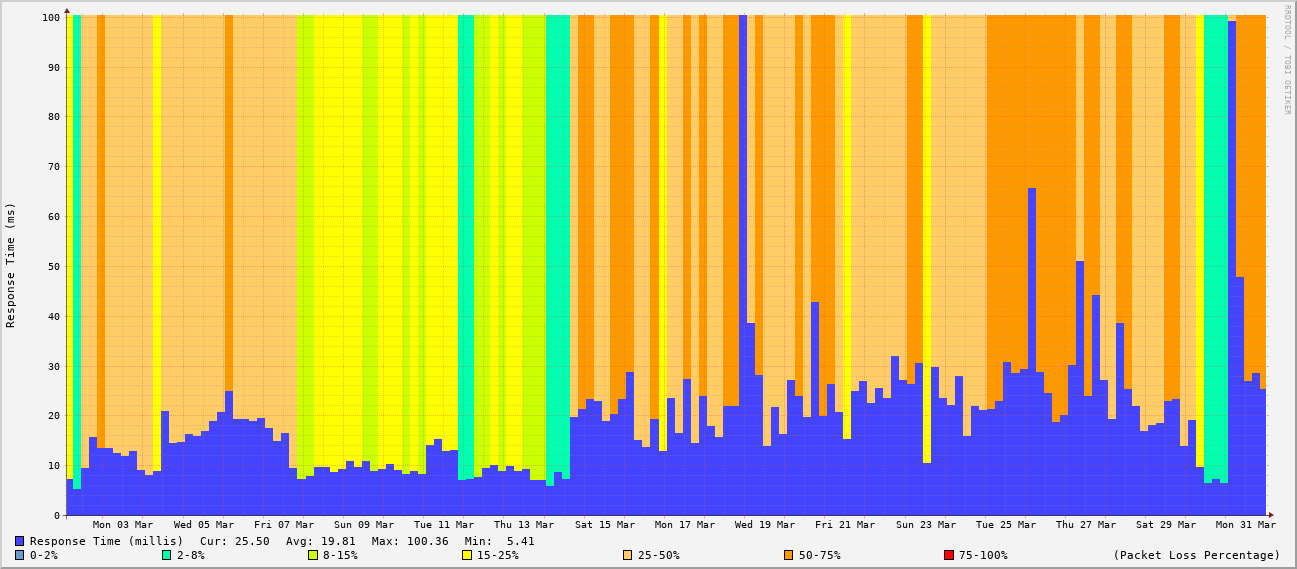 RRDTOOL / TOBI OETIKER
Response Time (ms)
100
90
80
70
60
50
40
30
20
10
0
Mon 03 Mar Wed 05 Mar Fri 07 Mar Sun 09 Mar Tue 11 Mar Thu 13 Mar Sat 15 Mar Mon 17 Mar Wed 19 Mar Fri 21 Mar Sun 23 Mar Tue 25 Mar Thu 27 Mar Sat 29 Mar Mon 31 Mar
Response Time (millis) Cur: 25.50 Avg: 19.81 Max: 100.36 Min: 5.41
0-2% 2-8% 8-15% 15-25% 25-50% 50-75% 75-100% (Packet Loss Percentage)